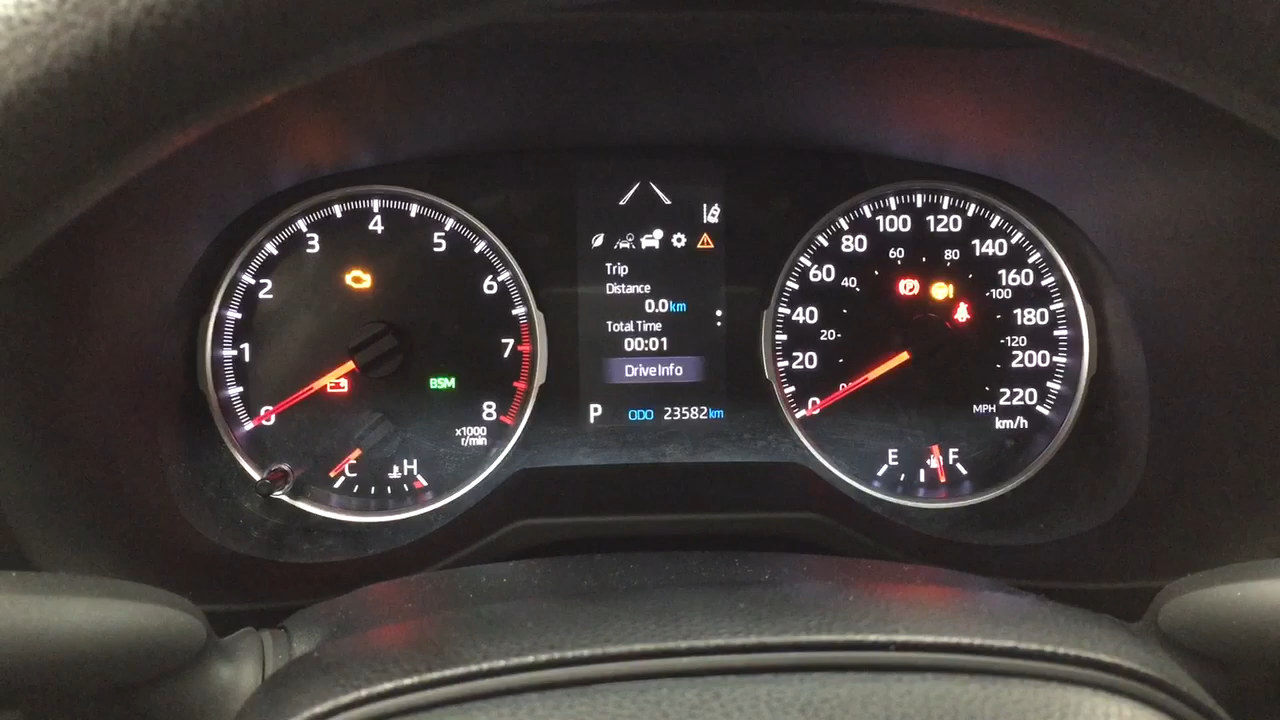 0
1
2
3
4
5
6
7
8
x1000
r/min
BSM
C
H
Trip
Distance
0.0km
Total Time
00:01
Drive Info
P
ODO 23582km
0
20
40
60
80
100
120
140
160
180
200
220
20
40
60
80
100
120
MPH
km/h
(P)
E
F